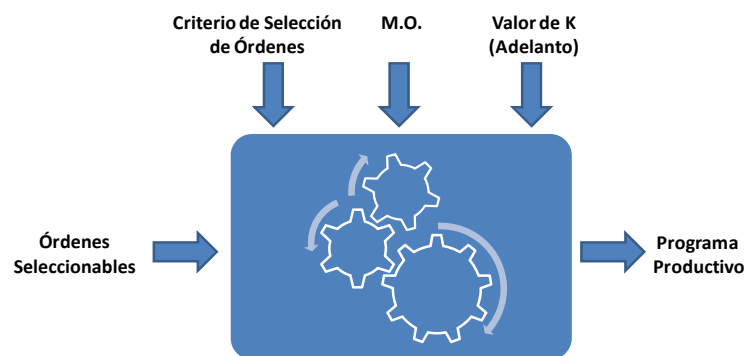 Criterio de Selección
de Órdenes
M.O.
Valor de K
(Adelanto)
Órdenes
Seleccionables
Programa
Productivo